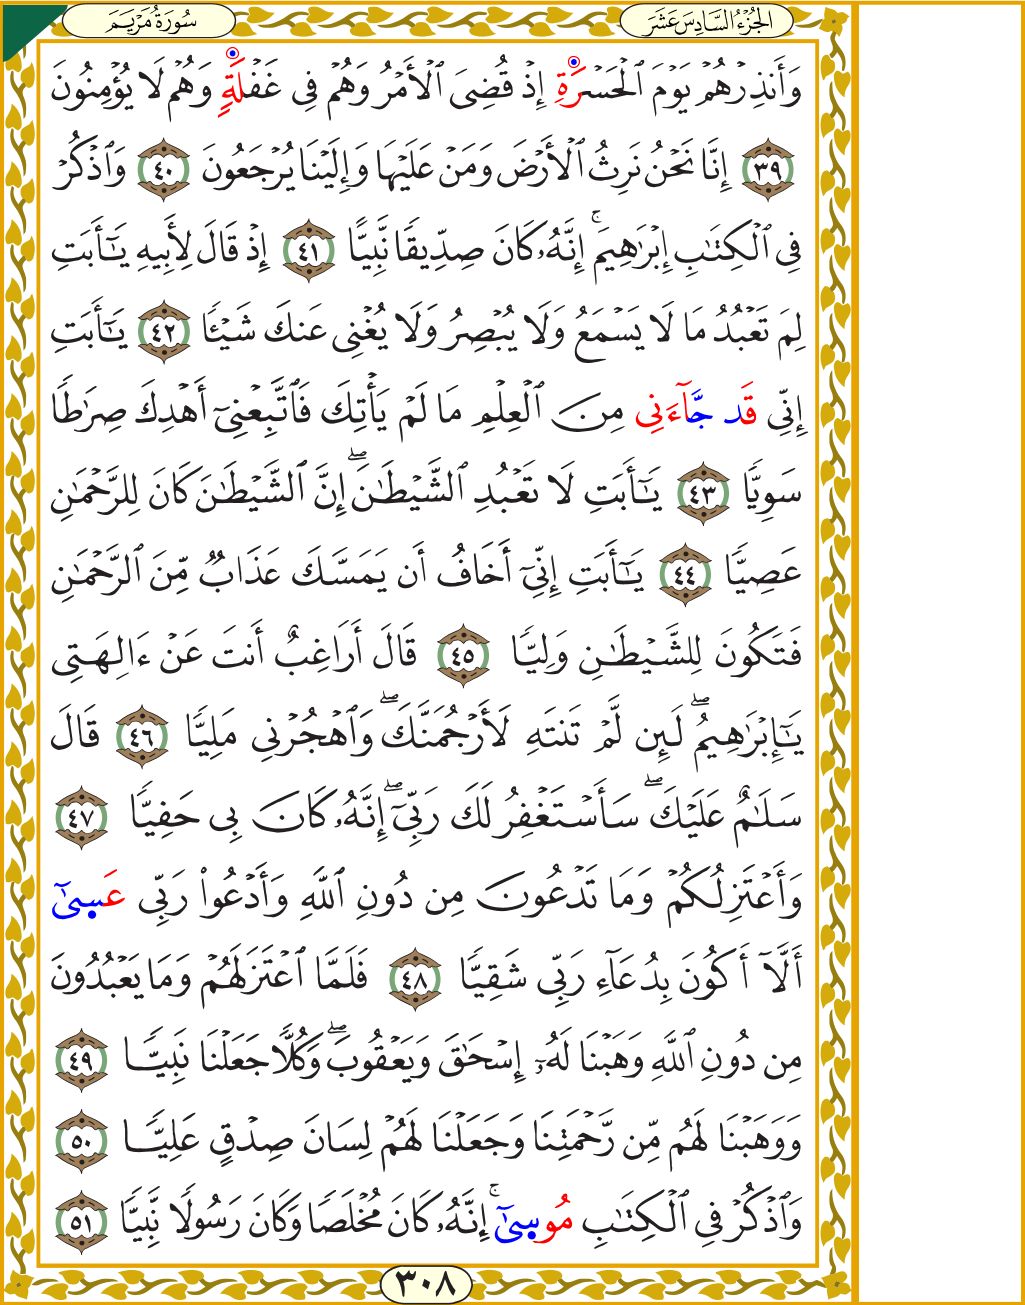 الجُزْءُ السَّادِسَ عَشَرَ
سُورَةُ مَرْيَمَ
وَأَنذِرْهُمْ يَوْمَ ٱلْحَسْرَةِ إِذْ قُضِىَ ٱلْأَمْرُ وَهُمْ فِى غَفْلَةٍ وَهُمْ لَا يُؤْمِنُونَ
٣٩ إِنَّا نَحْنُ نَرِثُ ٱلْأَرْضَ وَمَنْ عَلَيْهَا وَإِلَيْنَا يُرْجَعُونَ ٤٠ وَٱذْكُرْ
فِى ٱلْكِتَٰبِ إِبْرَٰهِيمَ ۚ إِنَّهُۥ كَانَ صِدِّيقًا نَّبِيًّا ٤١ إِذْ قَالَ لِأَبِيهِ يَٰٓأَبَتِ
لِمَ تَعْبُدُ مَا لَا يَسْمَعُ وَلَا يُبْصِرُ وَلَا يُغْنِى عَنكَ شَيْـًٔا ٤٢ يَٰٓأَبَتِ
إِنِّى قَد جَّآءَنِى مِنَ ٱلْعِلْمِ مَا لَمْ يَأْتِكَ فَٱتَّبِعْنِىٓ أَهْدِكَ صِرَٰطًا
سَوِيًّا ٤٣ يَٰٓأَبَتِ لَا تَعْبُدِ ٱلشَّيْطَٰنَ ۖ إِنَّ ٱلشَّيْطَٰنَ كَانَ لِلرَّحْمَٰنِ
عَصِيًّا ٤٤ يَٰٓأَبَتِ إِنِّىٓ أَخَافُ أَن يَمَسَّكَ عَذَابٌ مِّنَ ٱلرَّحْمَٰنِ
فَتَكُونَ لِلشَّيْطَٰنِ وَلِيًّا ٤٥ قَالَ أَرَاغِبٌ أَنتَ عَنْ ءَالِهَتِى
يَٰٓإِبْرَٰهِيمُ ۖ لَئِن لَّمْ تَنتَهِ لَأَرْجُمَنَّكَ ۖ وَٱهْجُرْنِى مَلِيًّا ٤٦ قَالَ
سَلَٰمٌ عَلَيْكَ ۖ سَأَسْتَغْفِرُ لَكَ رَبِّىٓ ۖ إِنَّهُۥ كَانَ بِى حَفِيًّا ٤٧
وَأَعْتَزِلُكُمْ وَمَا تَدْعُونَ مِن دُونِ ٱللَّهِ وَأَدْعُوا۟ رَبِّى عَسٜىٰٓ
أَلَّآ أَكُونَ بِدُعَآءِ رَبِّى شَقِيًّا ٤٨ فَلَمَّا ٱعْتَزَلَهُمْ وَمَا يَعْبُدُونَ
مِن دُونِ ٱللَّهِ وَهَبْنَا لَهُۥٓ إِسْحَٰقَ وَيَعْقُوبَ ۖ وَكُلًّا جَعَلْنَا نَبِيًّا ٤٩
وَوَهَبْنَا لَهُم مِّن رَّحْمَتِنَا وَجَعَلْنَا لَهُمْ لِسَانَ صِدْقٍ عَلِيًّا ٥٠
وَٱذْكُرْ فِى ٱلْكِتَٰبِ مُوسٜىٰٓ ۚ إِنَّهُۥ كَانَ مُخْلَصًا وَكَانَ رَسُولًا نَّبِيًّا ٥١
٣٠٨